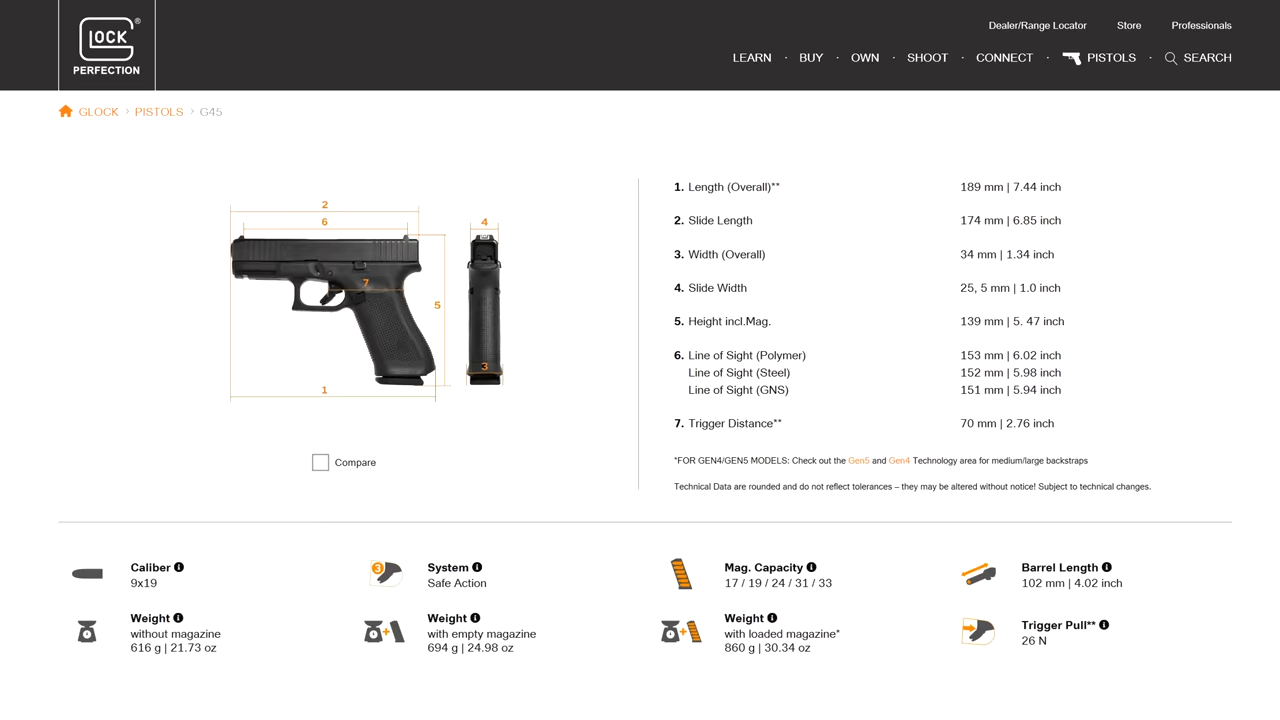 GLOCK
®
PERFECTION
Dealer/Range Locator
Store
Professionals
LEARN · BUY · OWN · SHOOT · CONNECT · PISTOLS · SEARCH
GLOCK > PISTOLS > G45
2
6
7
5
1
4
3
Compare
1. Length (Overall)** 189 mm | 7.44 inch
2. Slide Length 174 mm | 6.85 inch
3. Width (Overall) 34 mm | 1.34 inch
4. Slide Width 25, 5 mm | 1.0 inch
5. Height incl.Mag. 139 mm | 5. 47 inch
6. Line of Sight (Polymer) 153 mm | 6.02 inch
Line of Sight (Steel) 152 mm | 5.98 inch
Line of Sight (GNS) 151 mm | 5.94 inch
7. Trigger Distance** 70 mm | 2.76 inch
*FOR GEN4/GEN5 MODELS: Check out the Gen5 and Gen4 Technology area for medium/large backstraps
Technical Data are rounded and do not reflect tolerances – they may be altered without notice! Subject to technical changes.
Caliber
9x19
3
System
Safe Action
Mag. Capacity
17 / 19 / 24 / 31 / 33
Barrel Length
102 mm | 4.02 inch
Weight
without magazine
616 g | 21.73 oz
Weight
with empty magazine
694 g | 24.98 oz
Weight
with loaded magazine*
860 g | 30.34 oz
Trigger Pull**
26 N